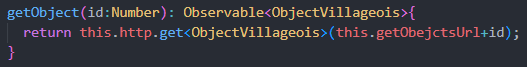 getObject(id:Number): Observable<ObjectVillageois>{
return this.http.get<ObjectVillageois>(this.getObejctsUrl+id);
}